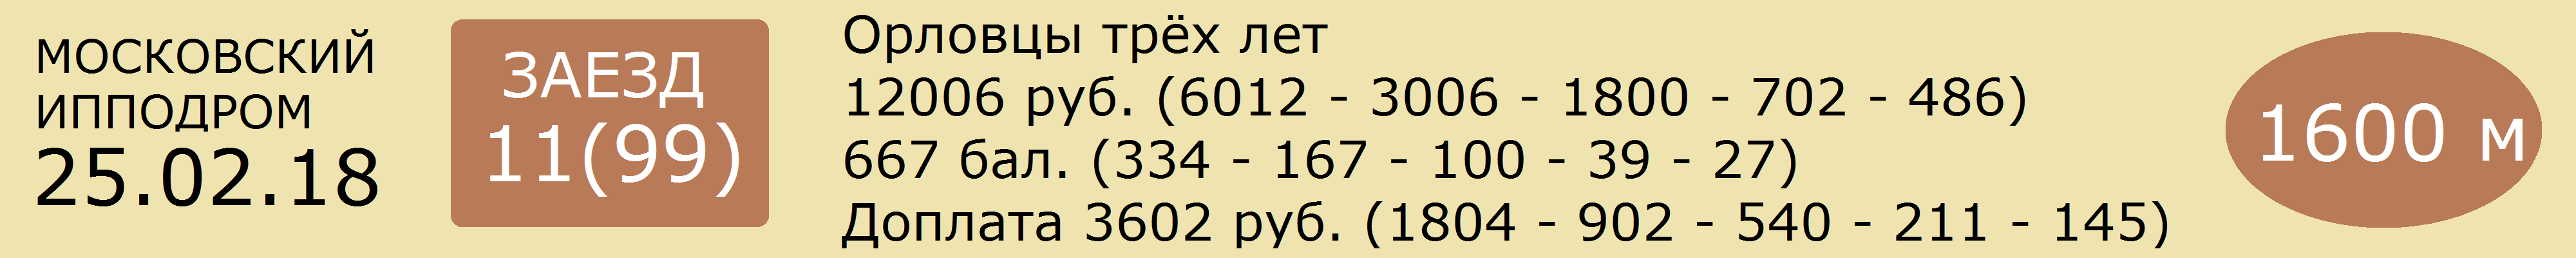 МОСКОВСКИЙ
ИППОДРОМ
25.02.18
ЗАЕЗД
11(99)
Орловцы трёх лет
12006 руб. (6012 - 3006 - 1800 - 702 - 486)
667 бал. (334 - 167 - 100 - 39 - 27)
Доплата 3602 руб. (1804 - 902 - 540 - 211 - 145)
1600 м